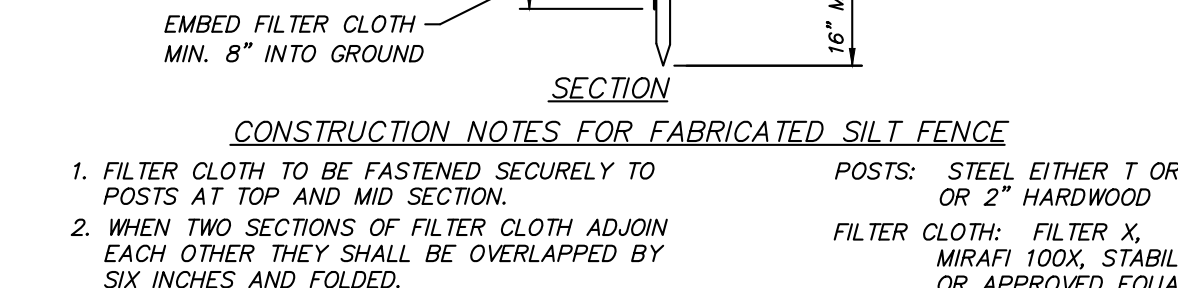 EMBED FILTER CLOTH
MIN. 8" INTO GROUND
16"
SECTION
CONSTRUCTION NOTES FOR FABRICATED SILT FENCE
1. FILTER CLOTH TO BE FASTENED SECURELY TO
POSTS AT TOP AND MID SECTION.
2. WHEN TWO SECTIONS OF FILTER CLOTH ADJOIN
EACH OTHER THEY SHALL BE OVERLAPPED BY
SIX INCHES AND FOLDED.
POSTS: STEEL EITHER T OR
OR 2" HARDWOOD
FILTER CLOTH: FILTER X,
MIRAFI 100X, STABIL
OR APPROVED EQUA